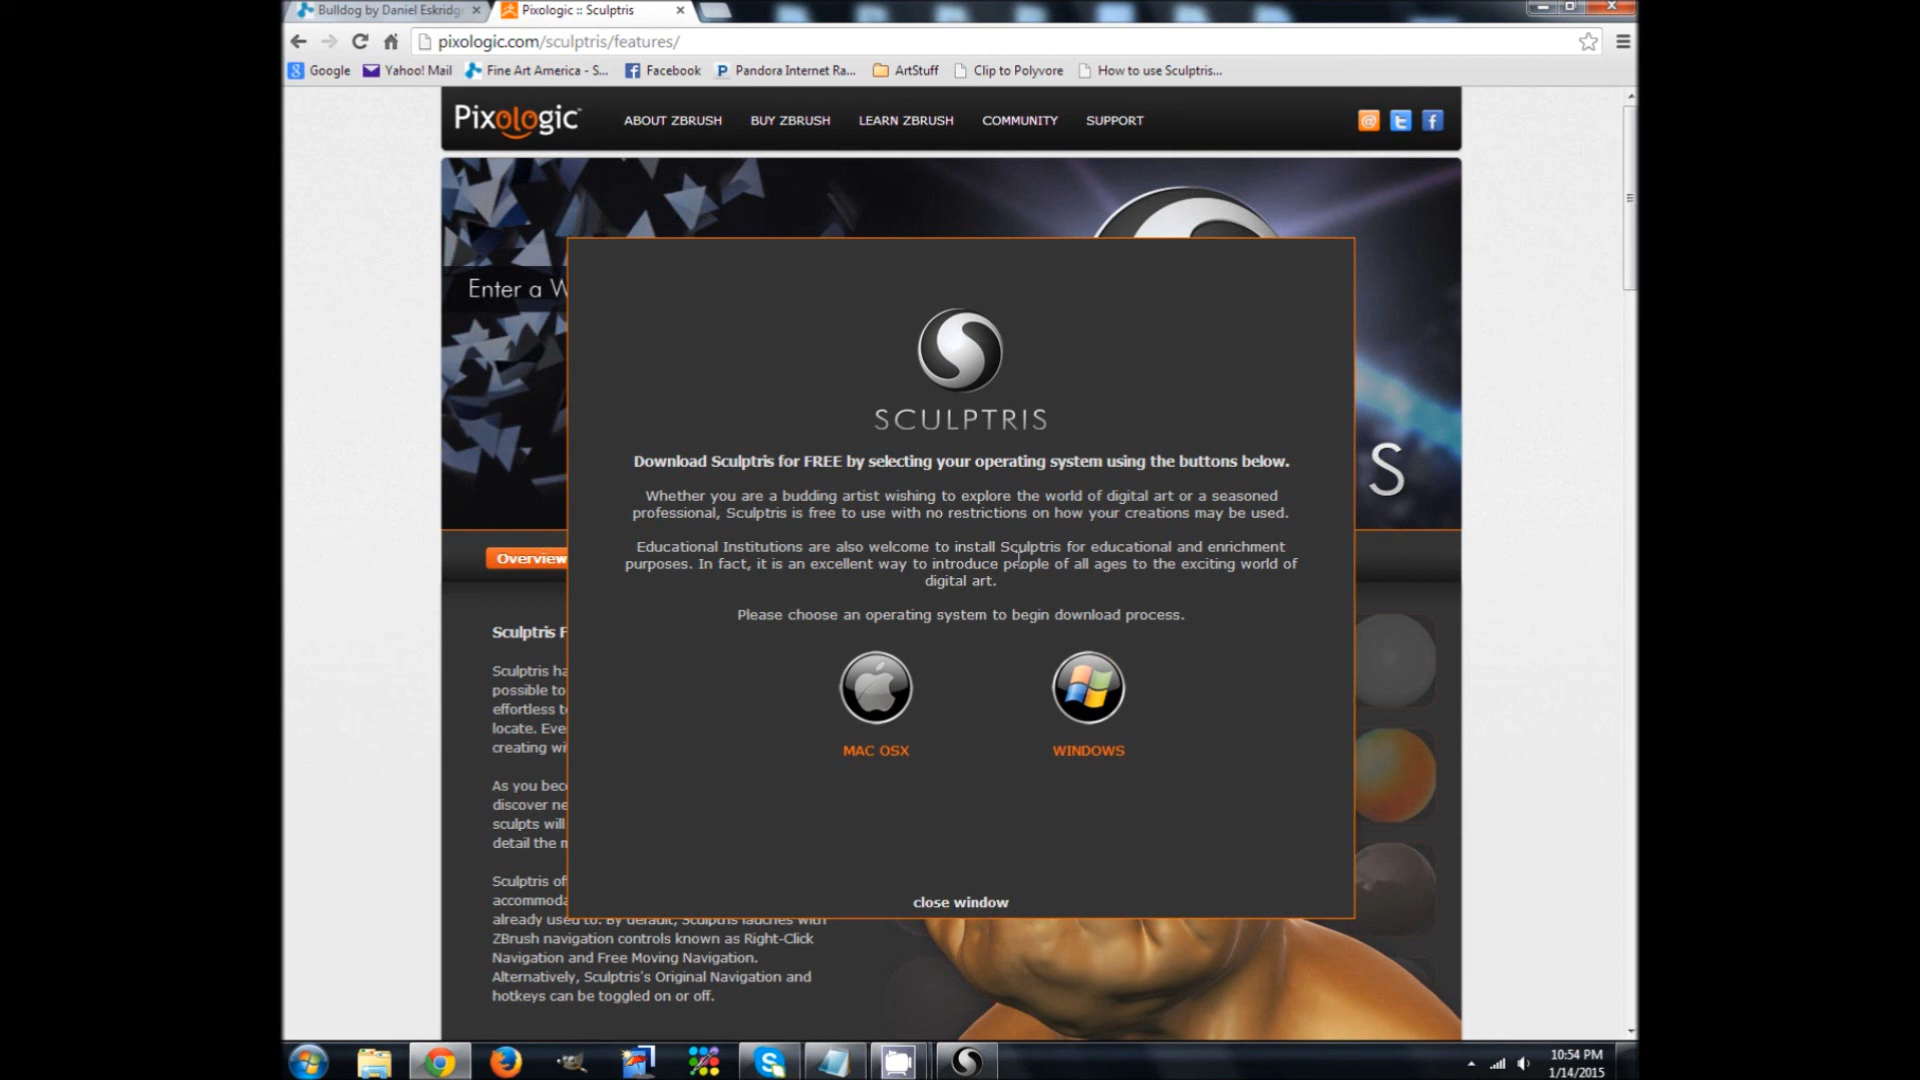 Bulldog by Daniel Eskridg
Pixologic :: Sculptris
pixologic.com/sculptris/features/
Google
Yahoo! Mail
Fine Art America - S...
Facebook
Pandora Internet Ra...
ArtStuff
Clip to Polyvore
How to use Sculptris...
Pixologic
ABOUT ZBRUSH
BUY ZBRUSH
LEARN ZBRUSH
COMMUNITY
SUPPORT
Enter a W
S
SCULPTRIS
Download Sculptris for FREE by selecting your operating system using the buttons below.
Whether you are a budding artist wishing to explore the world of digital art or a seasoned
professional, Sculptris is free to use with no restrictions on how your creations may be used.
Educational Institutions are also welcome to install Sculptris for educational and enrichment
purposes. In fact, it is an excellent way to introduce people of all ages to the exciting world of
digital art.
Please choose an operating system to begin download process.
MAC OSX
WINDOWS
close window
Overview
Sculptris F
Sculptris ha
possible to
effortless t
locate. Eve
creating wi
As you bec
discover ne
sculpts will
detail the m
Sculptris of
accommoda
already used to. By default, Sculptris lauches with
ZBrush navigation controls known as Right-Click
Navigation and Free Moving Navigation.
Alternatively, Sculptris's Original Navigation and
hotkeys can be toggled on or off.
10:54 PM
1/14/2015